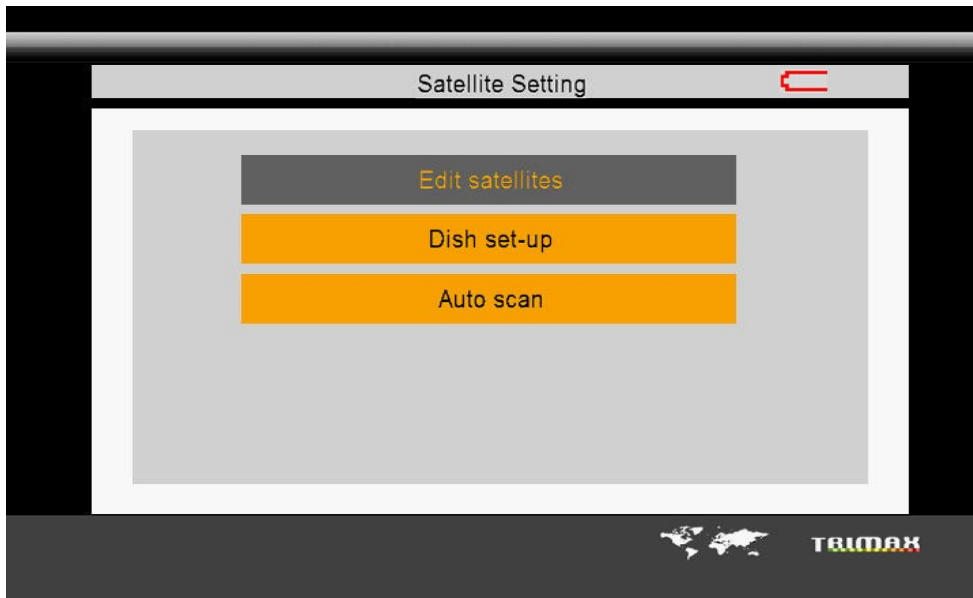 Satellite Setting
Edit satellites
Dish set-up
Auto scan
TRIMAX